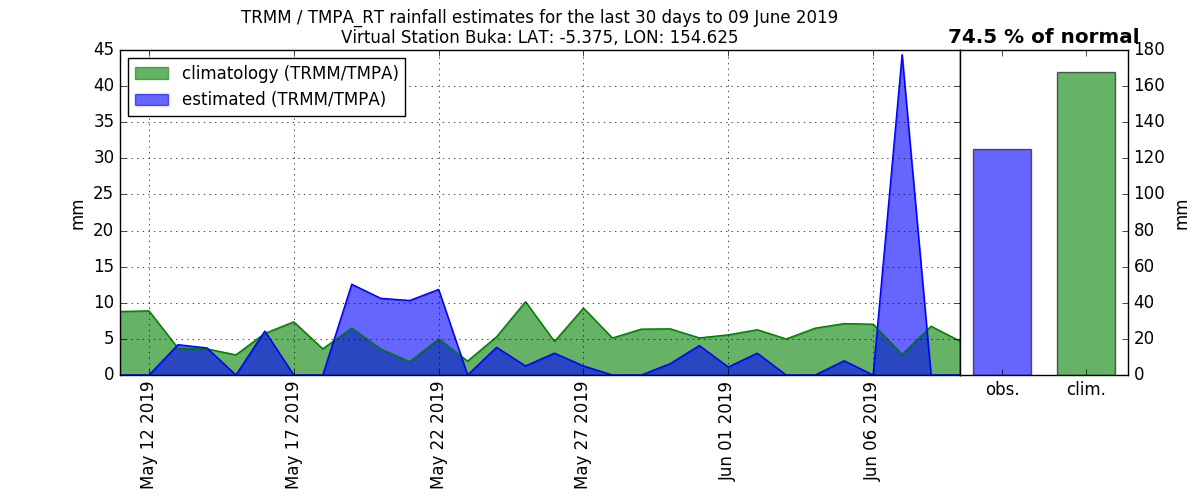 TRMM / TMPA_RT rainfall estimates for the last 30 days to 09 June 2019
Virtual Station Buka: LAT: -5.375, LON: 154.625
74.5 % of normal
climatology (TRMM/TMPA)
estimated (TRMM/TMPA)
45
40
35
30
25
20
15
10
5
0
mm
May 12 2019
May 17 2019
May 22 2019
May 27 2019
Jun 01 2019
Jun 06 2019
obs.
clim.
180
160
140
120
100
80
60
40
20
0
mm